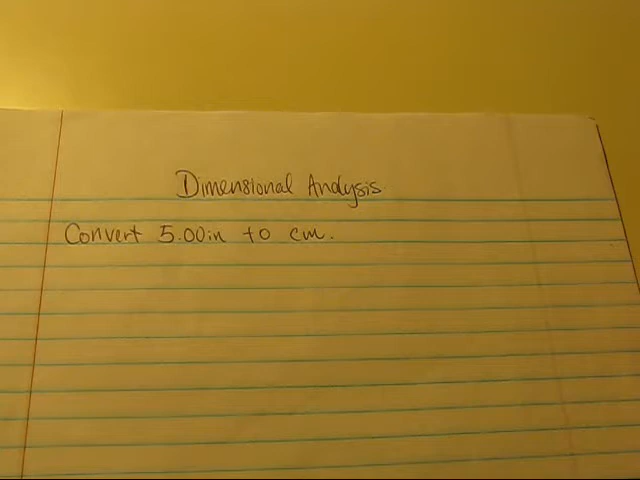 Dimensional Analysis
Convert 5.00in to cm.